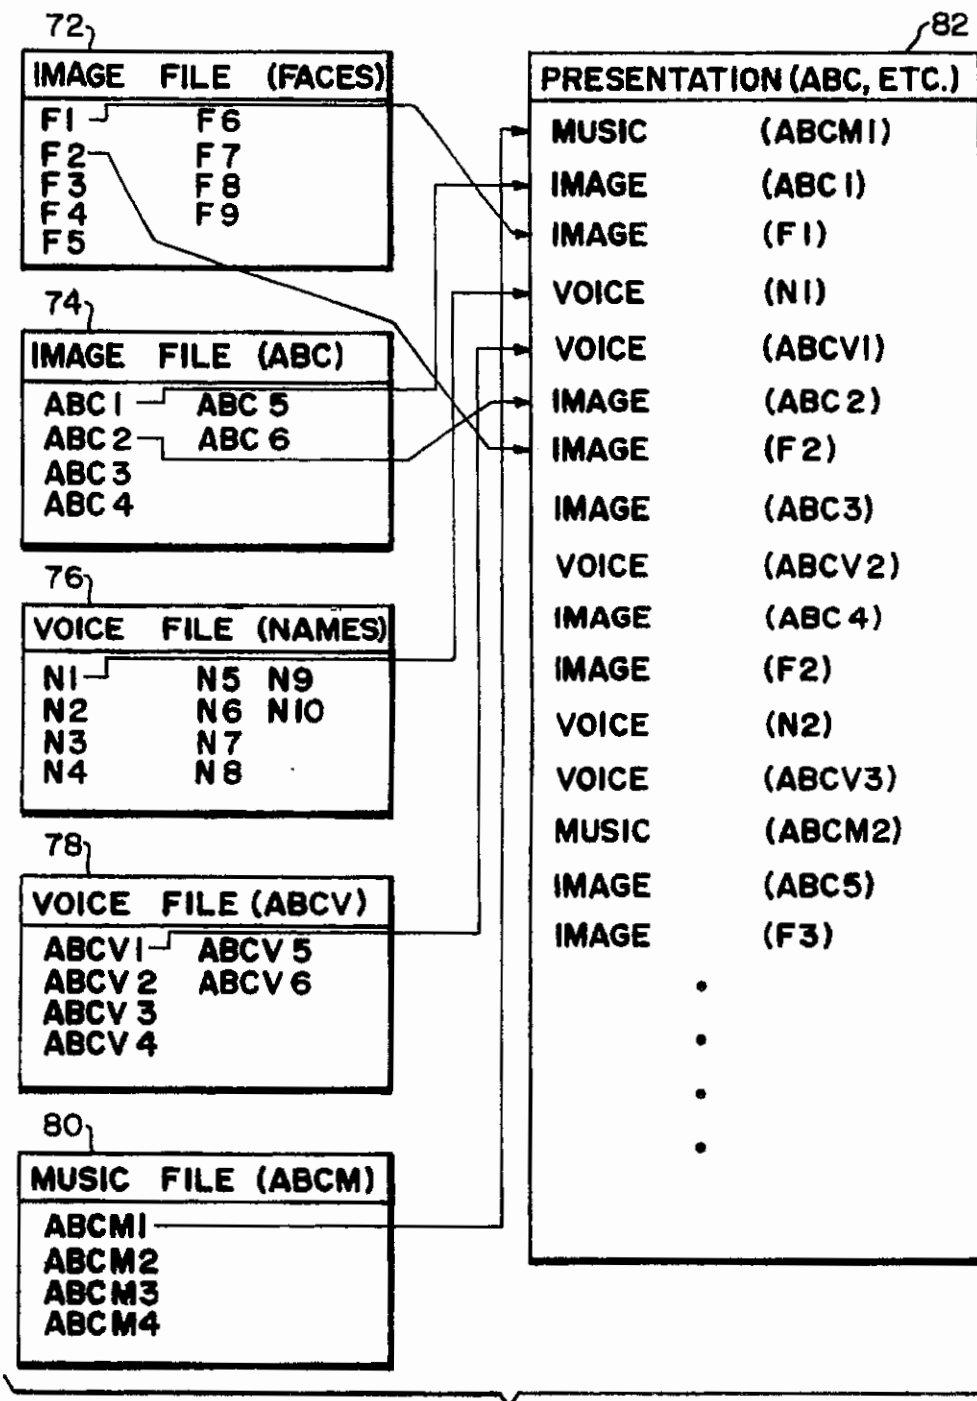 72
IMAGE FILE (FACES)
F1 F6
F2 F7
F3 F8
F4 F9
F5
74
IMAGE FILE (ABC)
ABC1 ABC5
ABC2 ABC6
ABC3
ABC4
76
VOICE FILE (NAMES)
N1 N5 N9
N2 N6 N10
N3 N7
N4 N8
78
VOICE FILE (ABCV)
ABCV1 ABCV5
ABCV2 ABCV6
ABCV3
ABCV4
80
MUSIC FILE (ABCM)
ABCM1
ABCM2
ABCM3
ABCM4
82
PRESENTATION (ABC, ETC.)
MUSIC (ABCM1)
IMAGE (ABC1)
IMAGE (F1)
VOICE (N1)
VOICE (ABCV1)
IMAGE (ABC2)
IMAGE (F2)
IMAGE (ABC3)
VOICE (ABCV2)
IMAGE (ABC4)
IMAGE (F2)
VOICE (N2)
VOICE (ABCV3)
MUSIC (ABCM2)
IMAGE (ABC5)
IMAGE (F3)